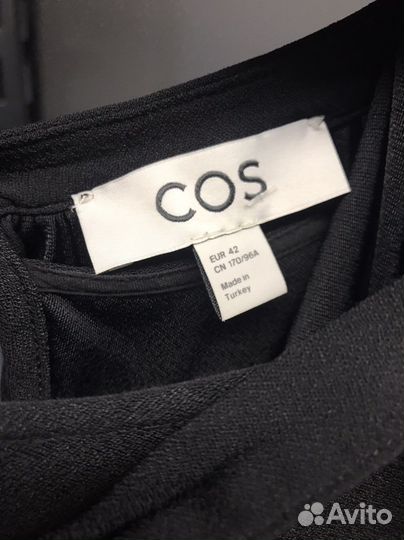 COS
EUR 42
CN 170/96A
Made in
Turkey
Avito